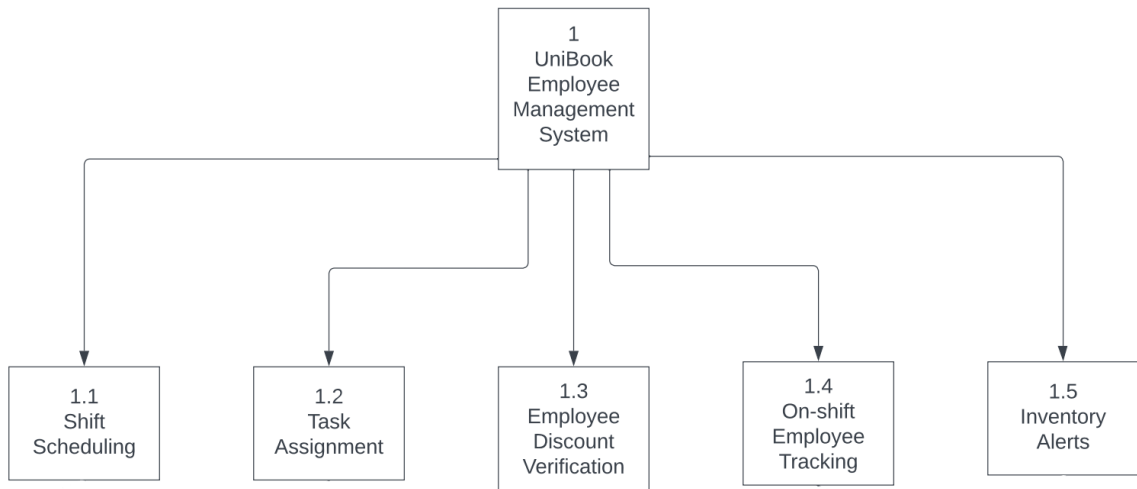 1
UniBook
Employee
Management
System
1.1
Shift
Scheduling
1.2
Task
Assignment
1.3
Employee
Discount
Verification
1.4
On-shift
Employee
Tracking
1.5
Inventory
Alerts